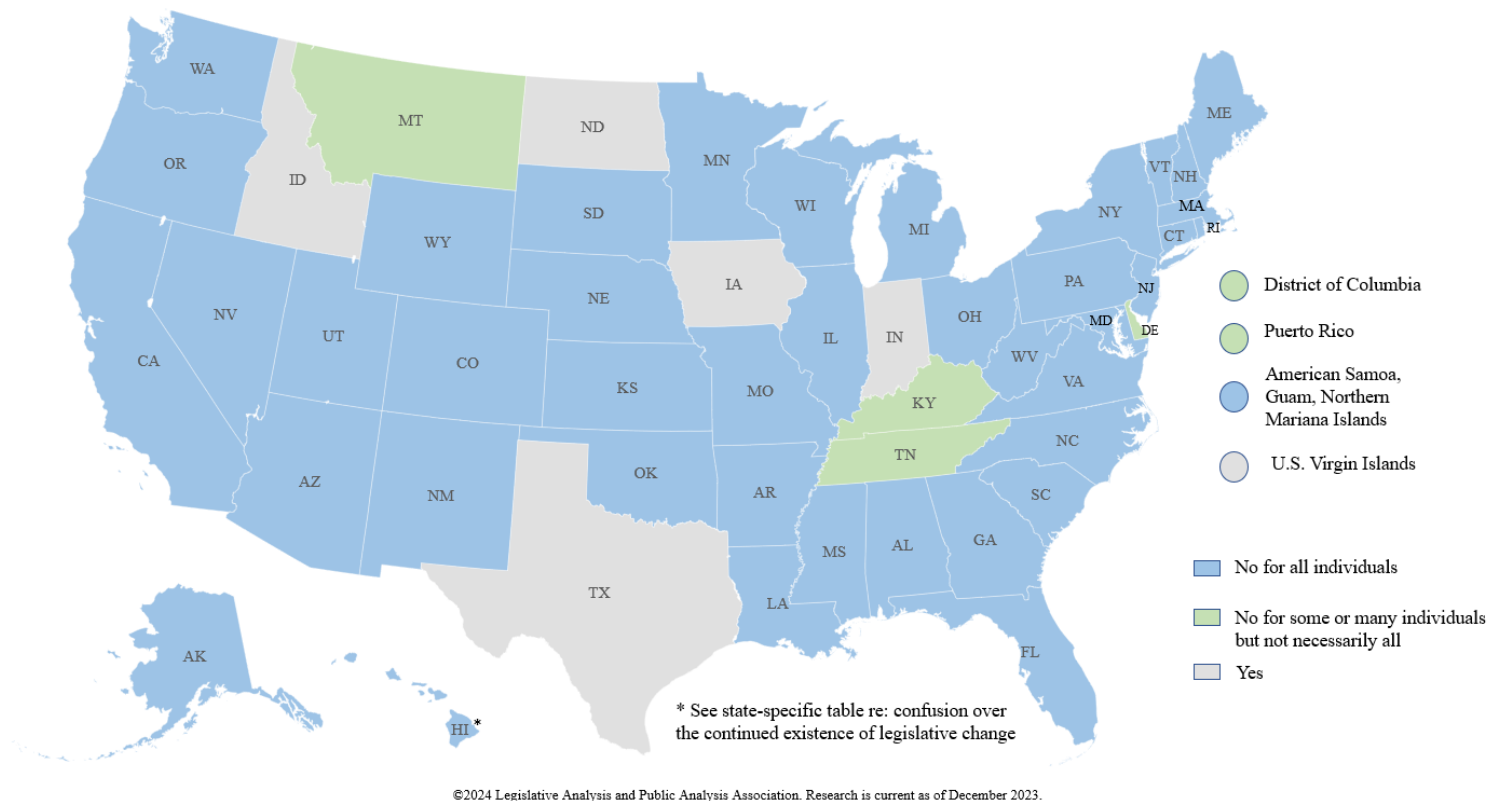 WA
MT
ND
MN
ME
OR
ID
SD
WI
MI
VT
NH
NY
MA
CT
RI
WY
IA
NE
PA
NJ
NV
UT
CO
IL
IN
OH
MD
DE
WV
VA
CA
KS
MO
KY
NC
TN
AZ
NM
OK
AR
SC
MS
AL
GA
TX
LA
FL
AK
HI
*
District of Columbia
Puerto Rico
American Samoa,
Guam, Northern
Mariana Islands
U.S. Virgin Islands
No for all individuals
No for some or many individuals
but not necessarily all
Yes
* See state-specific table re: confusion over
the continued existence of legislative change
©2024 Legislative Analysis and Public Analysis Association. Research is current as of December 2023.